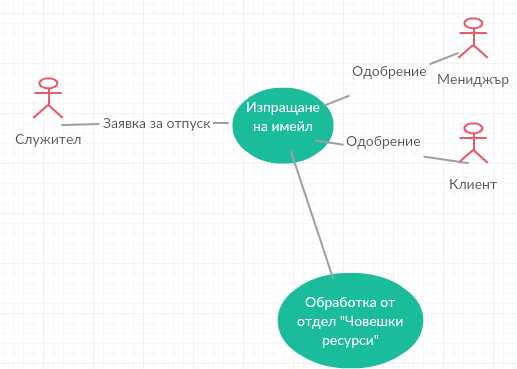 Одобрение
Мениджър
Изпращане
на имейл
Заявка за отпуск
Служител
Одобрение
Клиент
Обработка от
отдел "Човешки
ресурси"